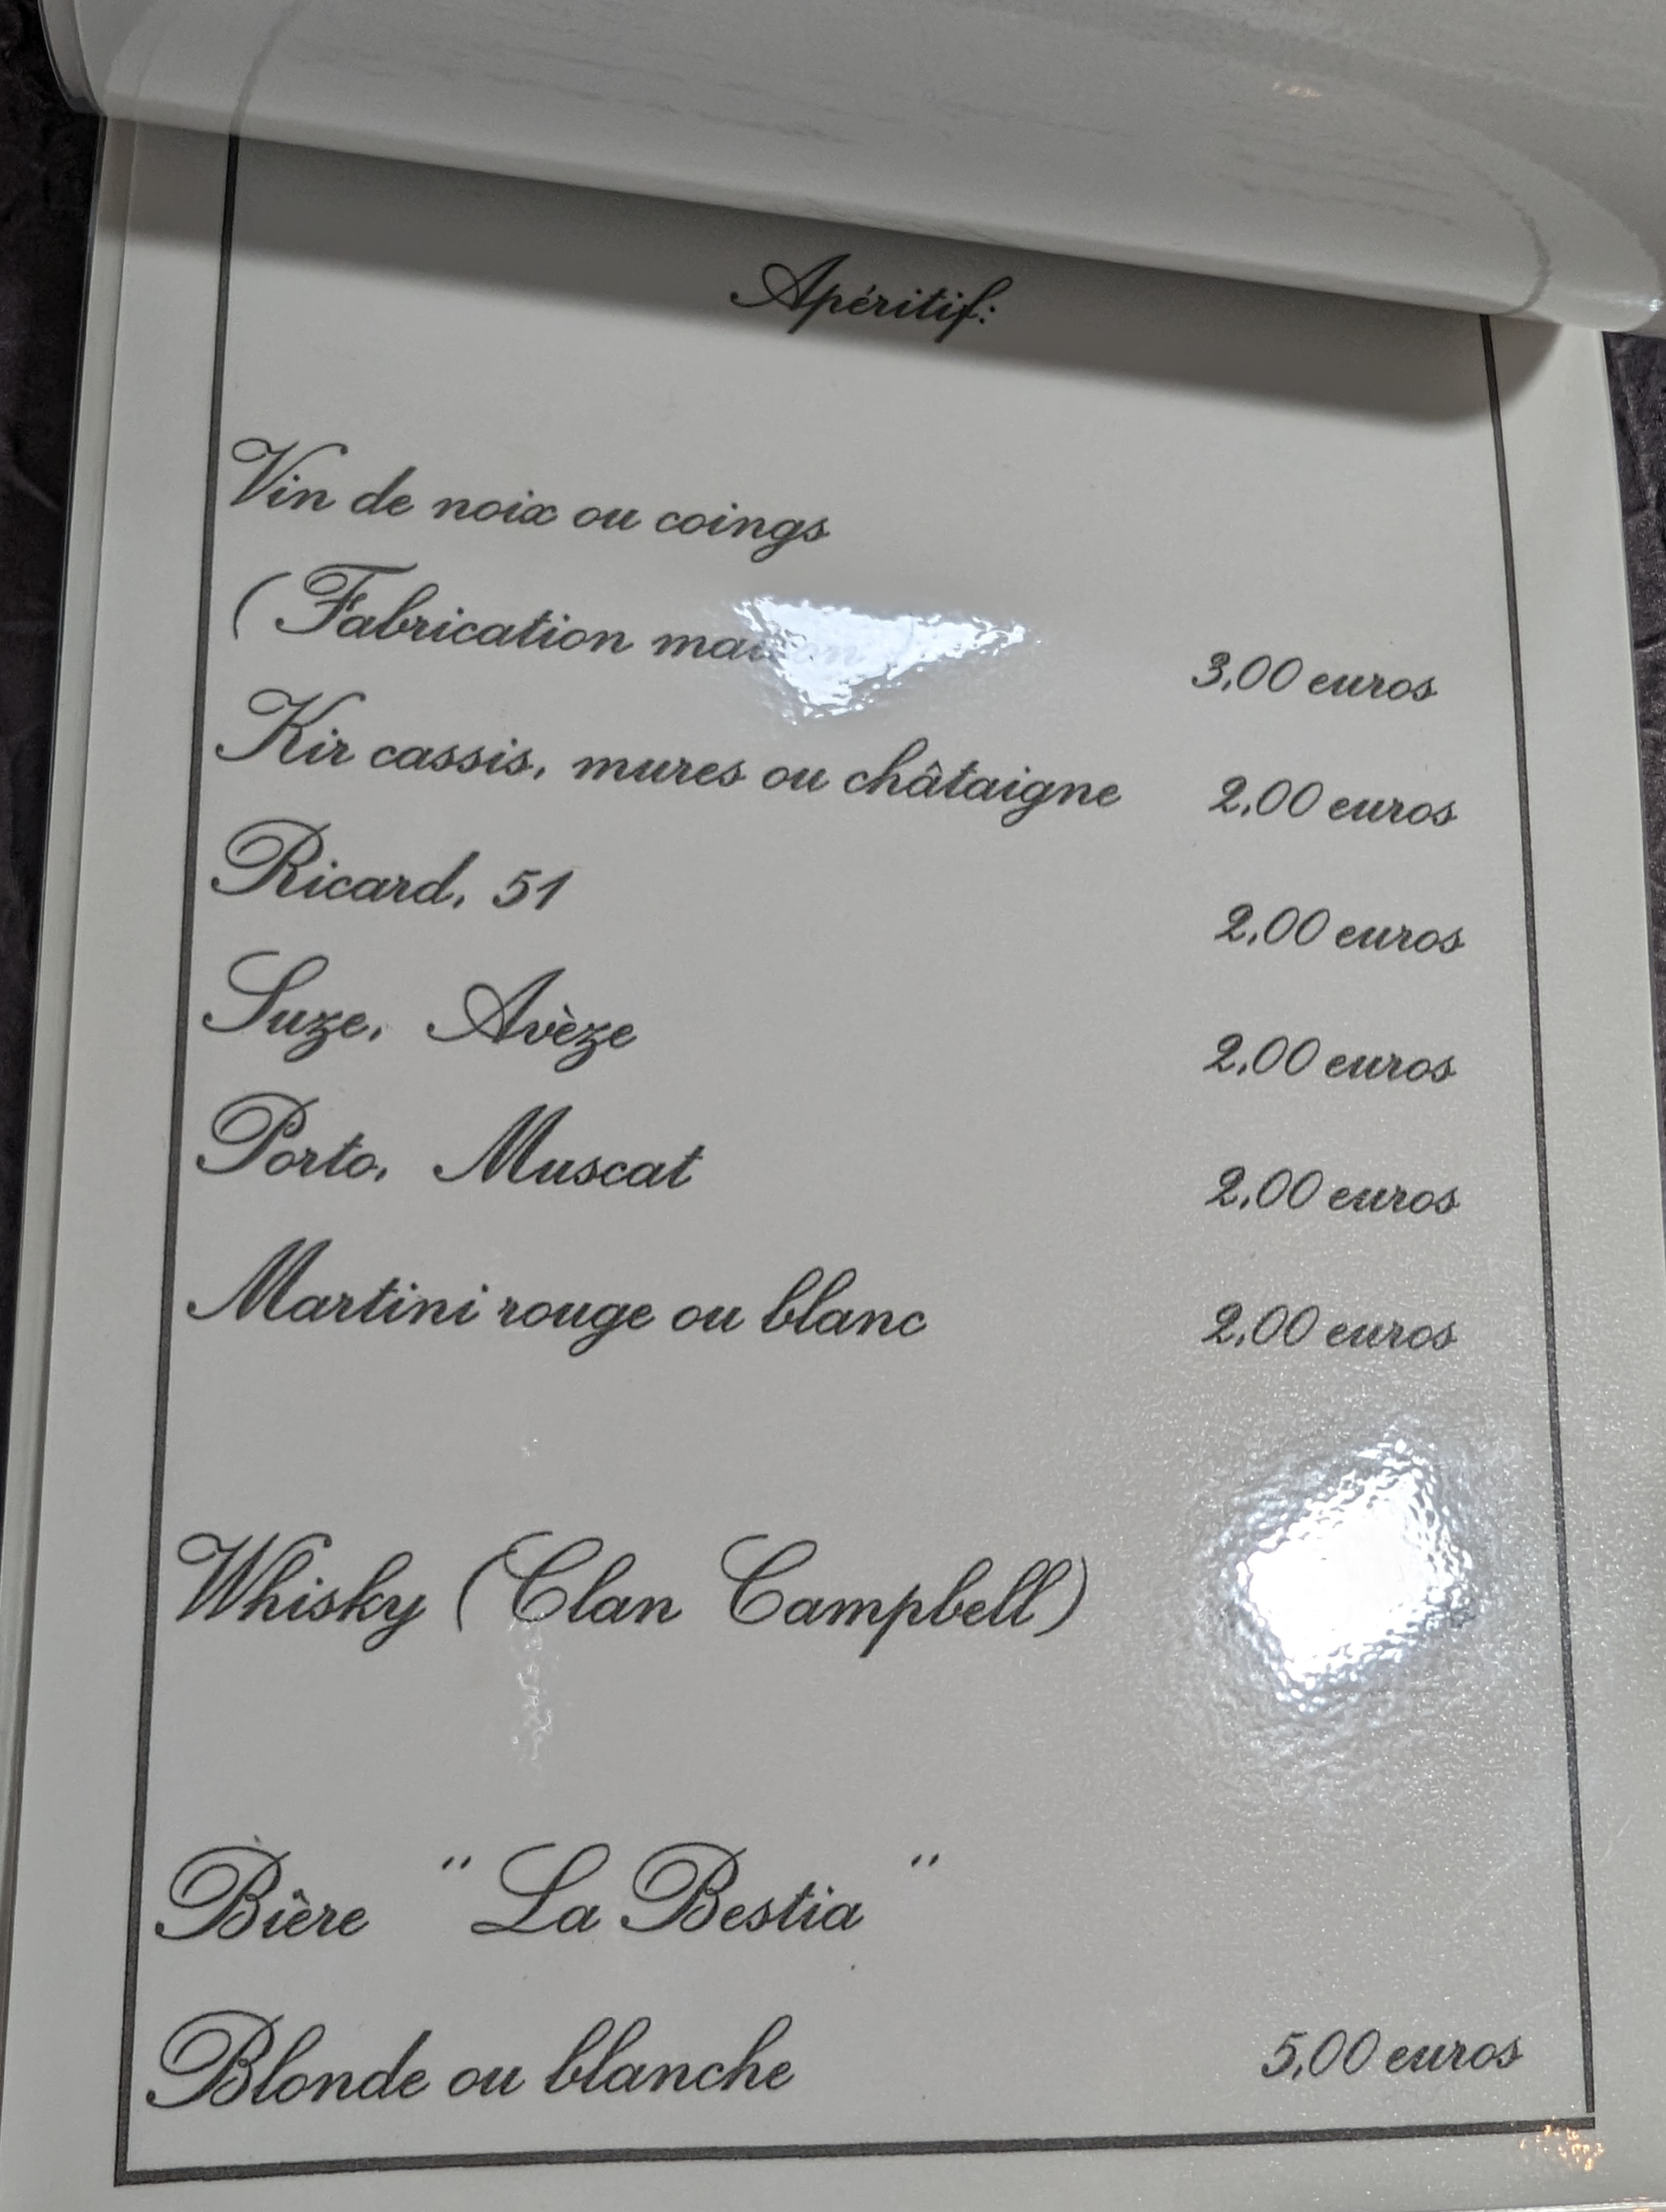 Apéritif:
Vin de noix ou coings
( Fabrication 3,00 euros
Kir cassis, mures ou châtaigne 2,00 euros
Ricard, 51 2,00 euros
Suze, Avèze 2,00 euros
Porto, Muscat 2,00 euros
Martini rouge ou blanc 2,00 euros
Whisky (Clan Campbell)
Bière " La Bestia "
Blonde ou blanche 5,00 euros